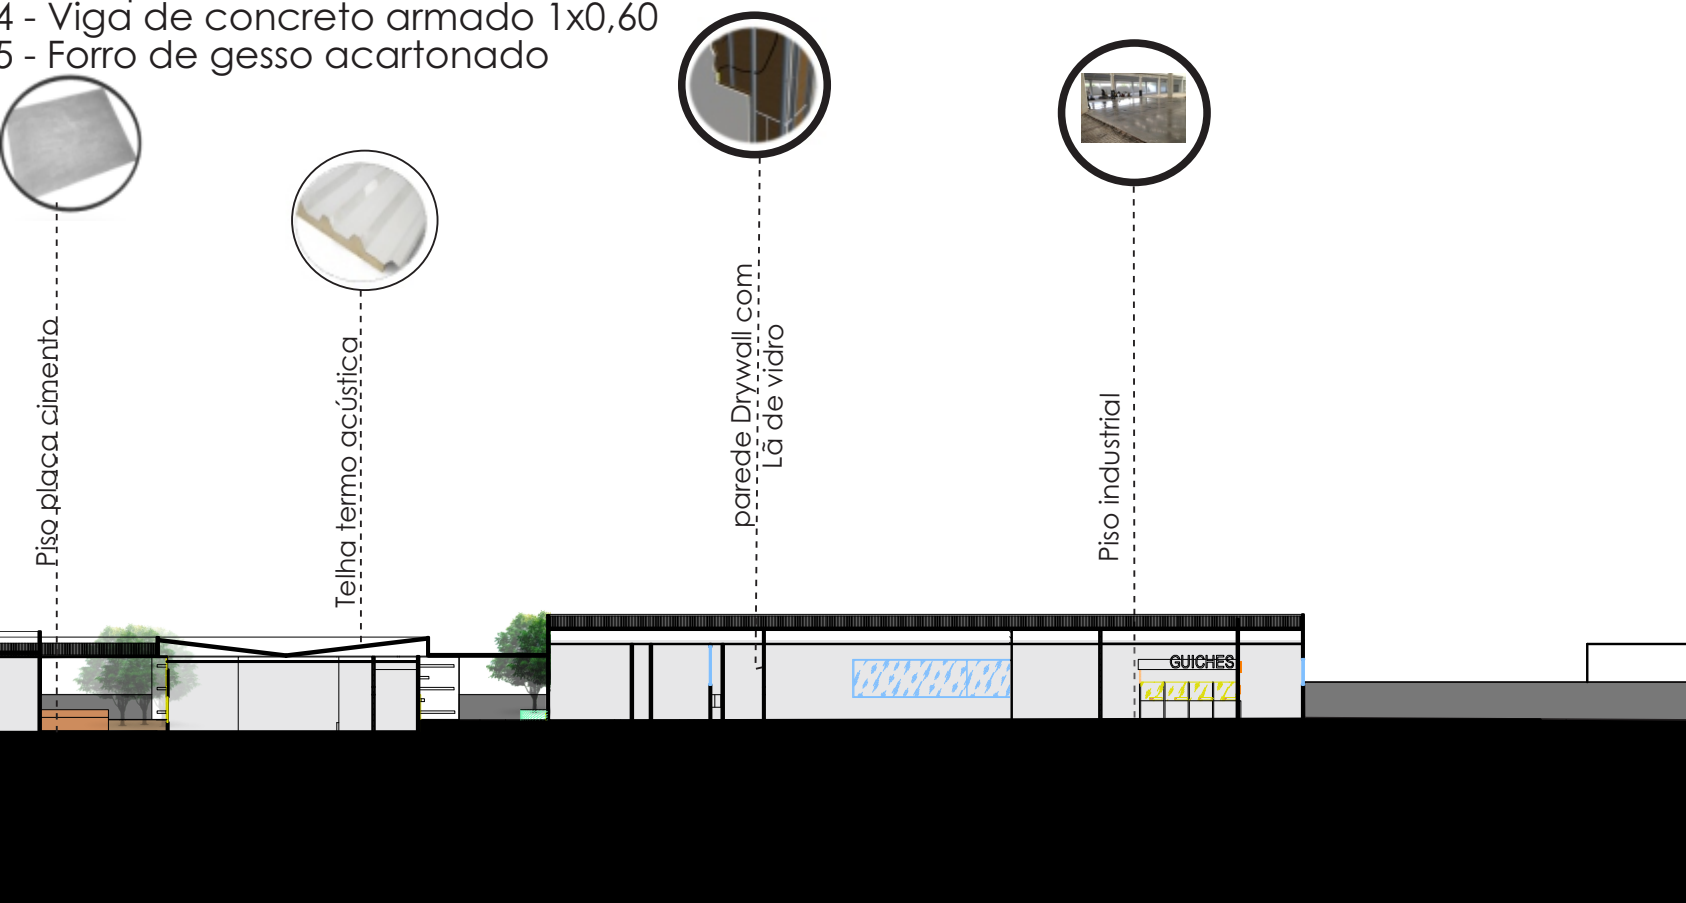 4 - Viga de concreto armado 1x0,60
5 - Forro de gesso acartonado
Piso placa cimento
Telha termo acústica
parede Drywall com
Lã de vidro
Piso industrial
GUICHES